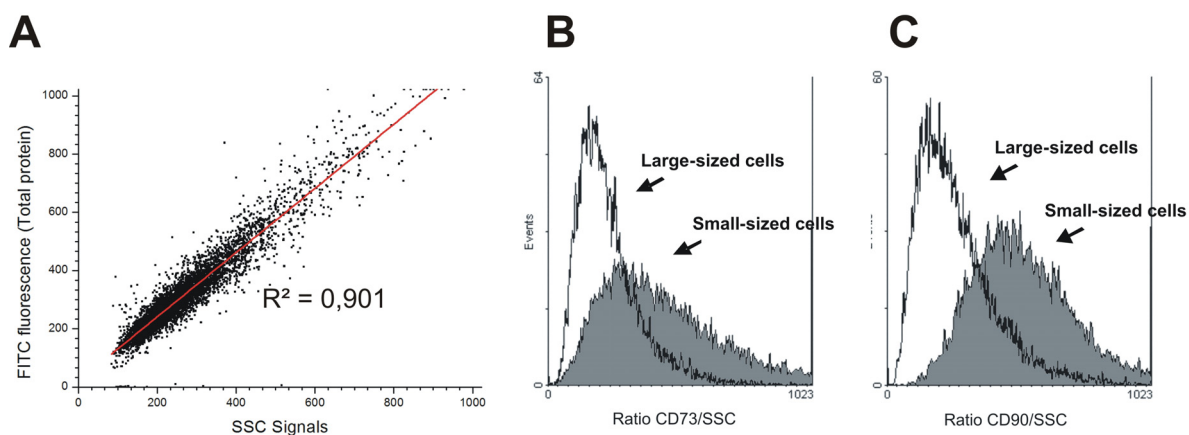 A
B
C
FITC fluorescence (Total protein)
1000
800
600
400
200
0
R² = 0,901
0
200
400
600
800
1000
SSC Signals
64
Events
0
Large-sized cells
Small-sized cells
0
1023
Ratio CD73/SSC
60
0
Large-sized cells
Small-sized cells
0
1023
Ratio CD90/SSC